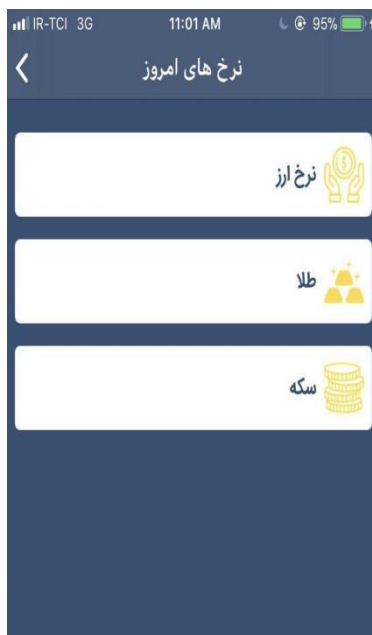 IR-TCI 3G 11:01 AM 95%
نرخ های امروز
نرخ ارز
طلا
سکه